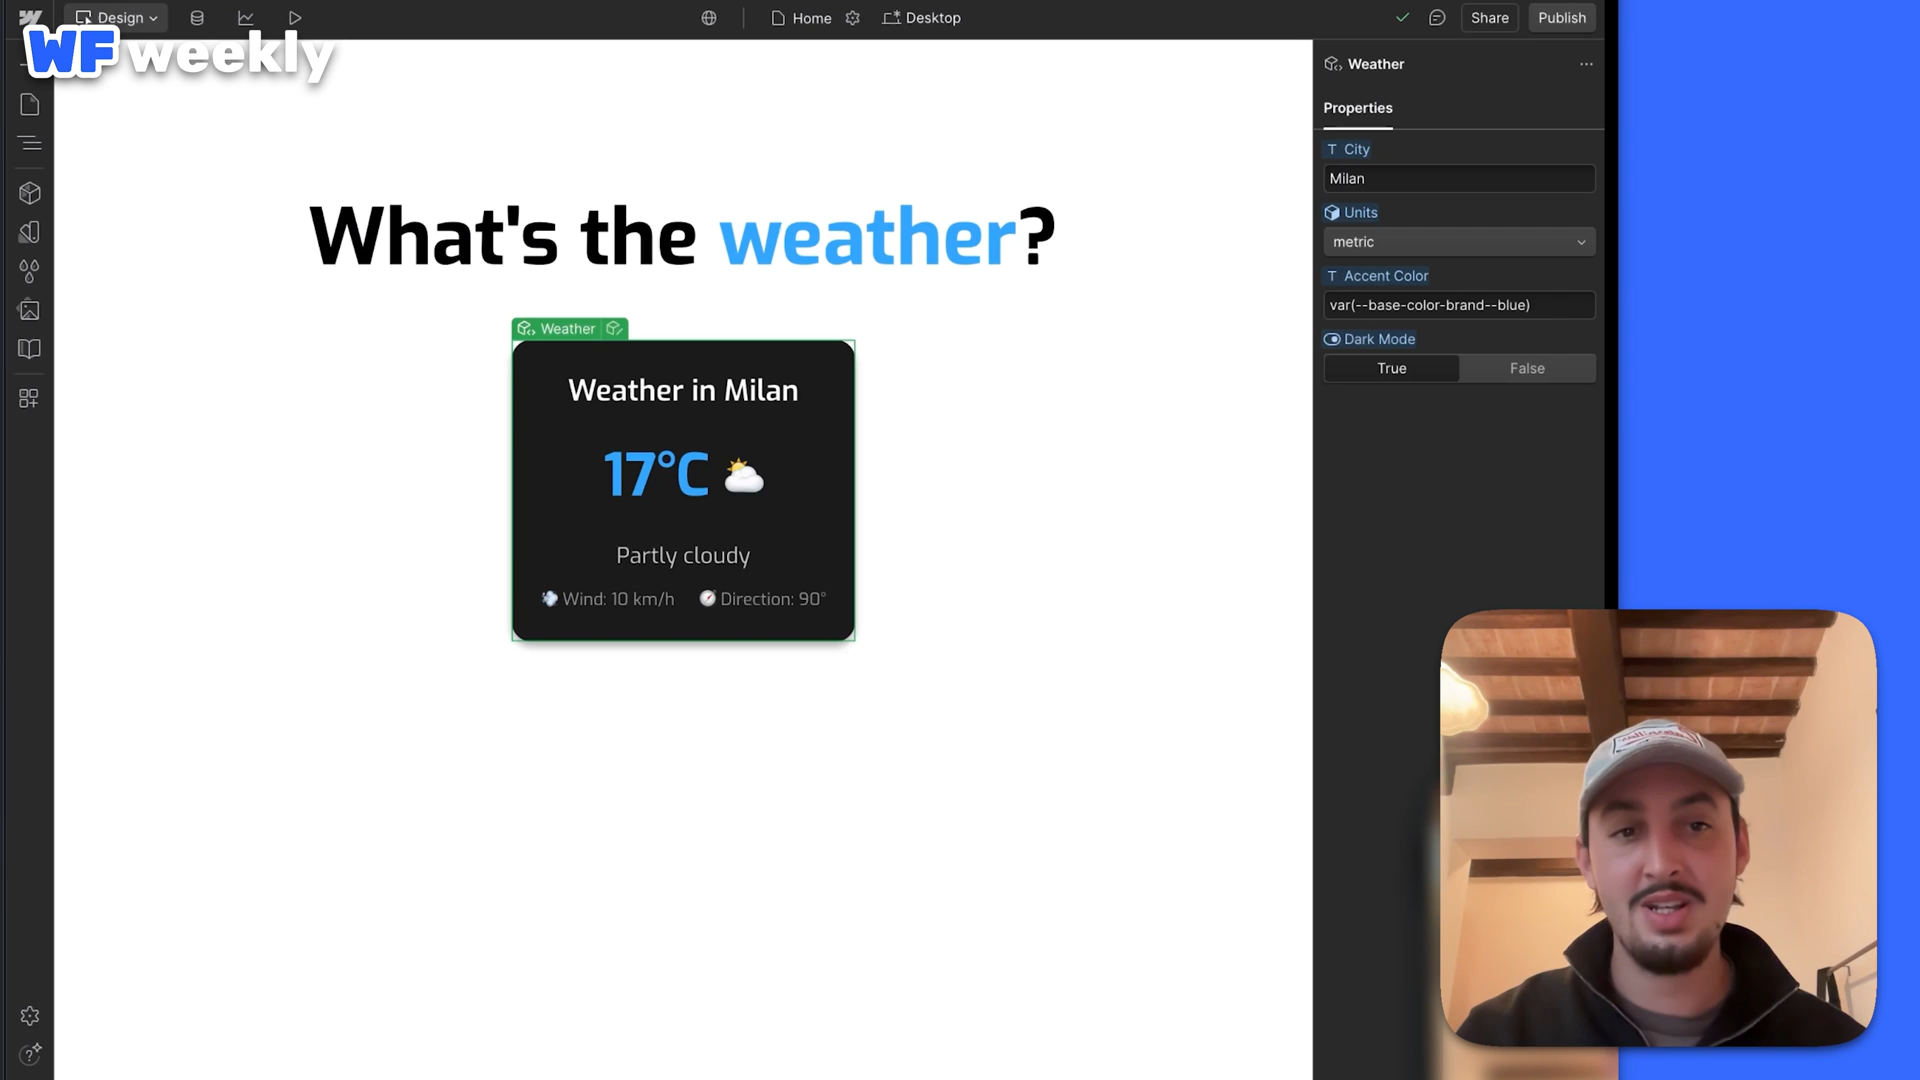 Design
Home
Desktop
Share
Publish
WF weekly
Weather
Properties
City
Milan
Units
metric
Accent Color
var(--base-color-brand--blue)
Dark Mode
True
False
What's the weather?
Weather
Weather in Milan
17°C
Partly cloudy
Wind: 10 km/h
Direction: 90°